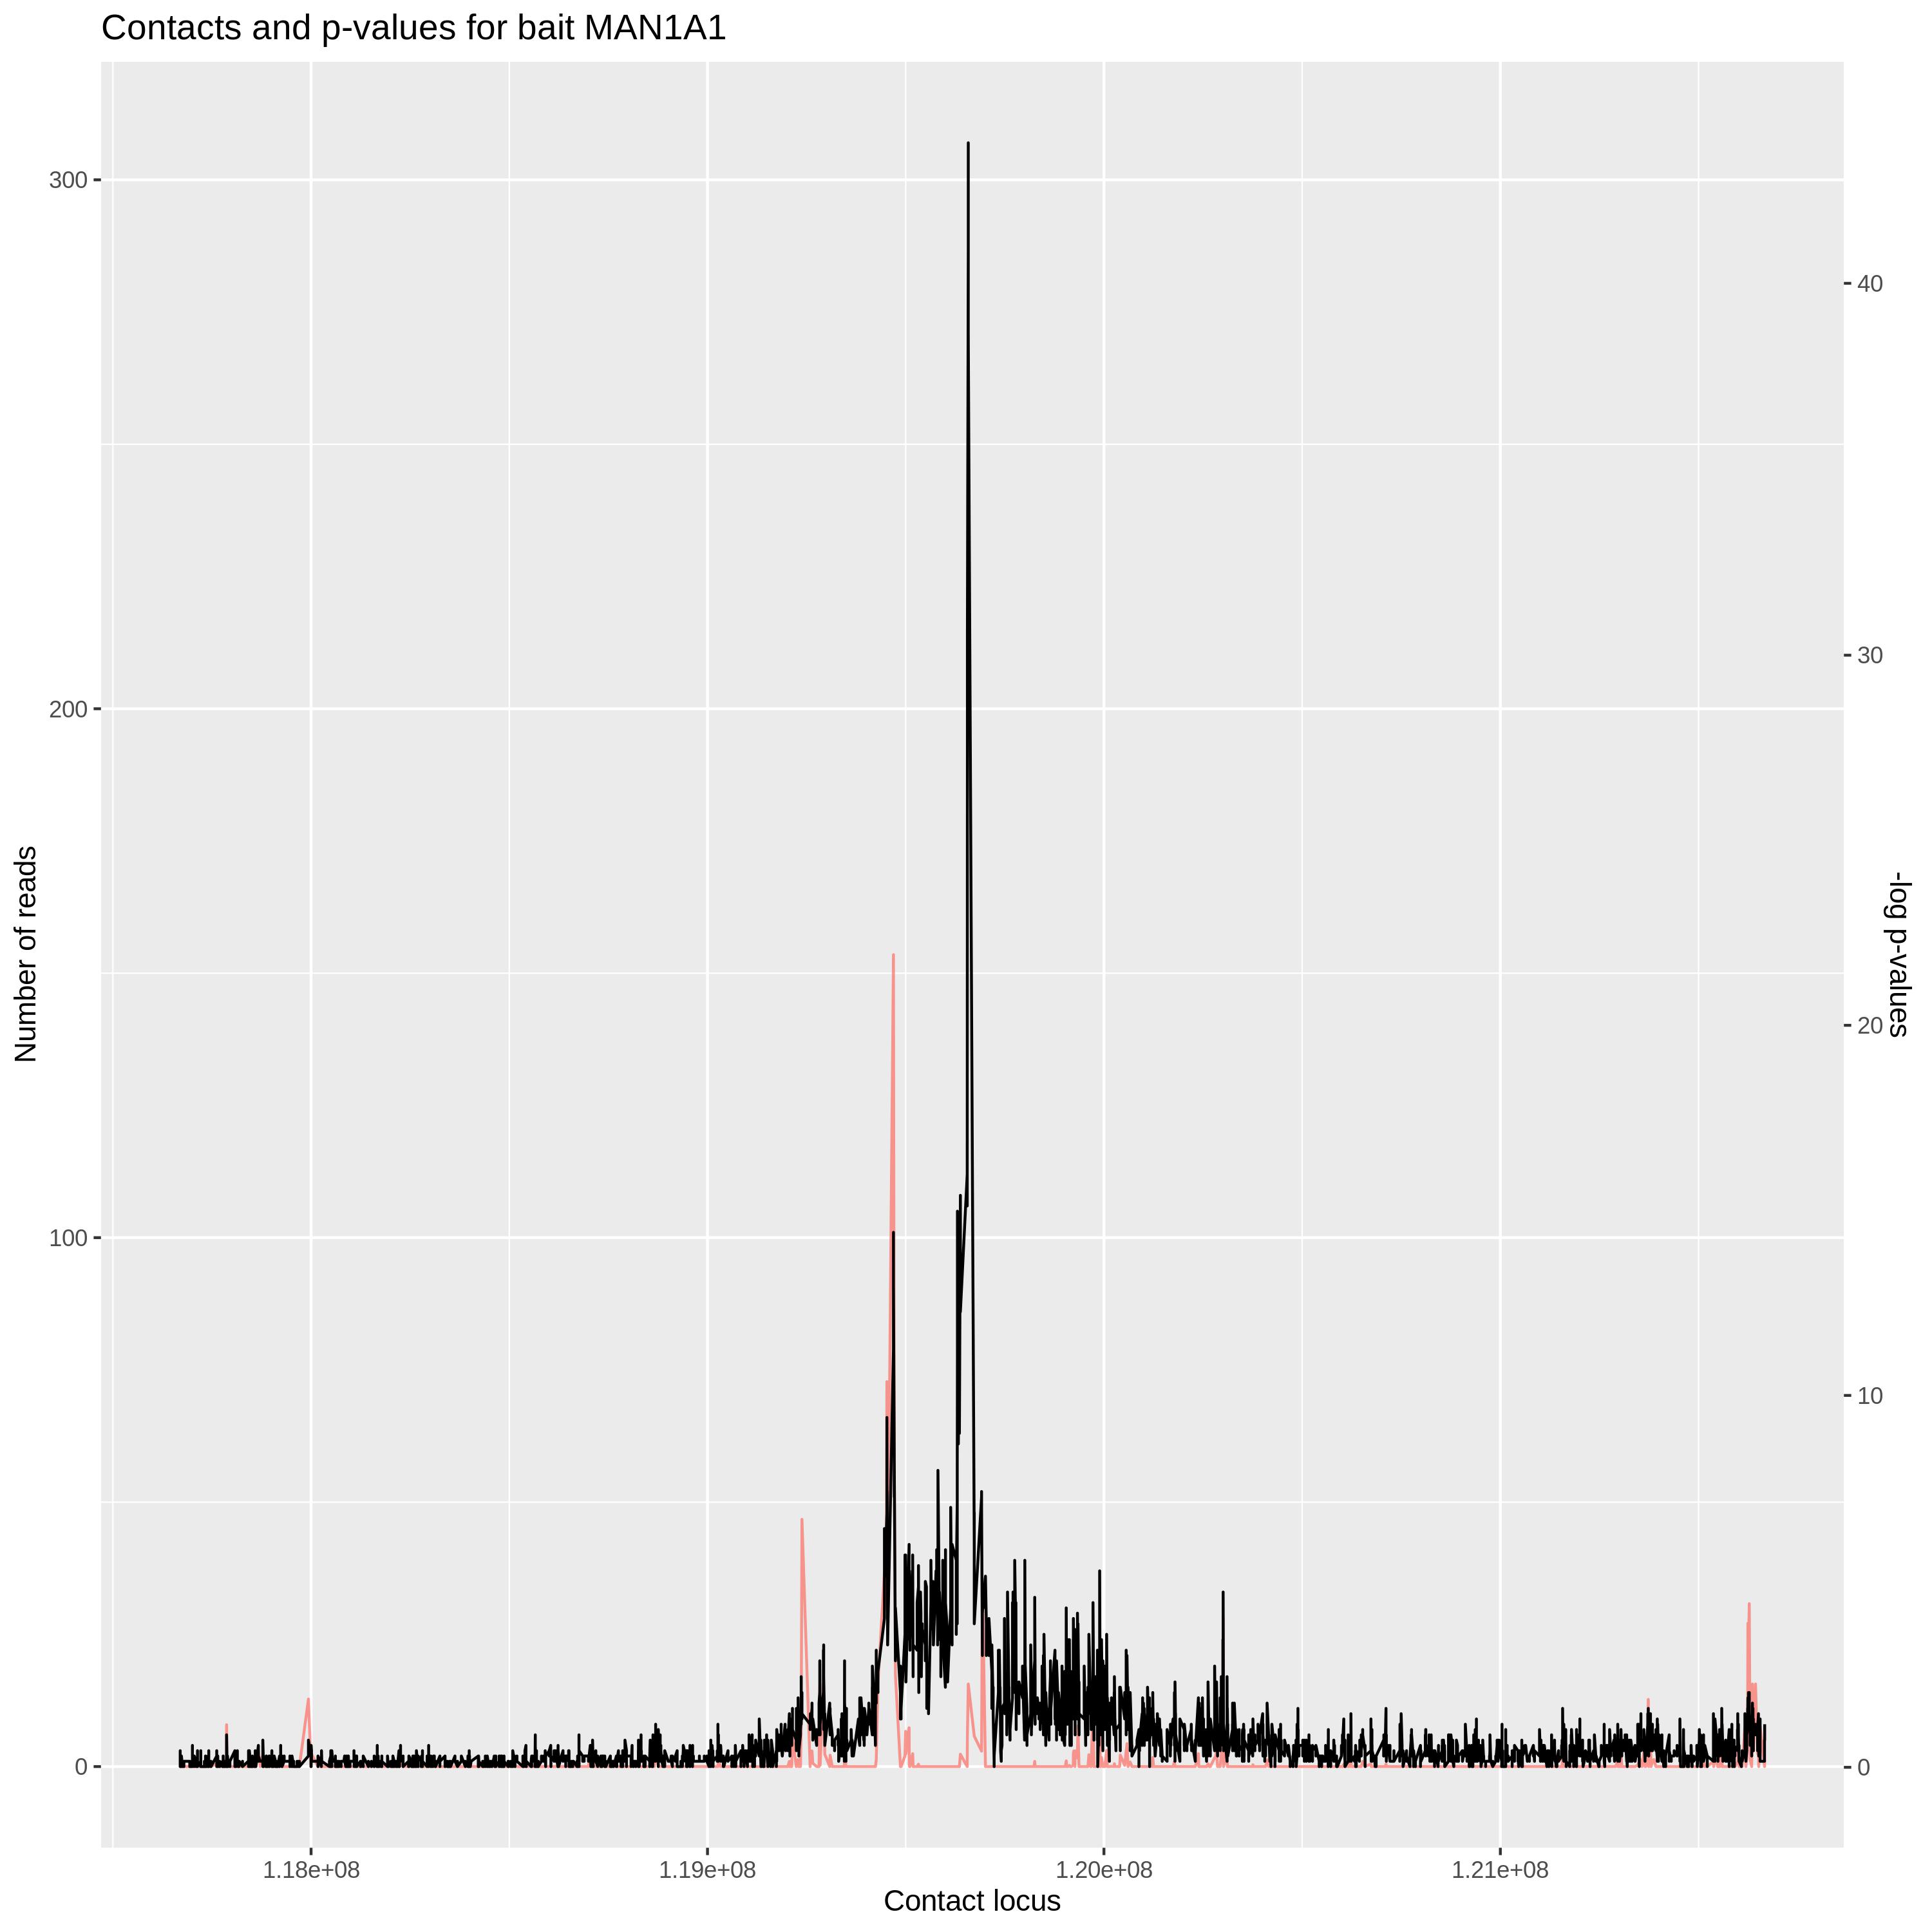 Contacts and p-values for bait MAN1A1
300
200
100
0
Number of reads
40
30
20
10
0
-log p-values
1.18e+08
1.19e+08
1.20e+08
1.21e+08
Contact locus